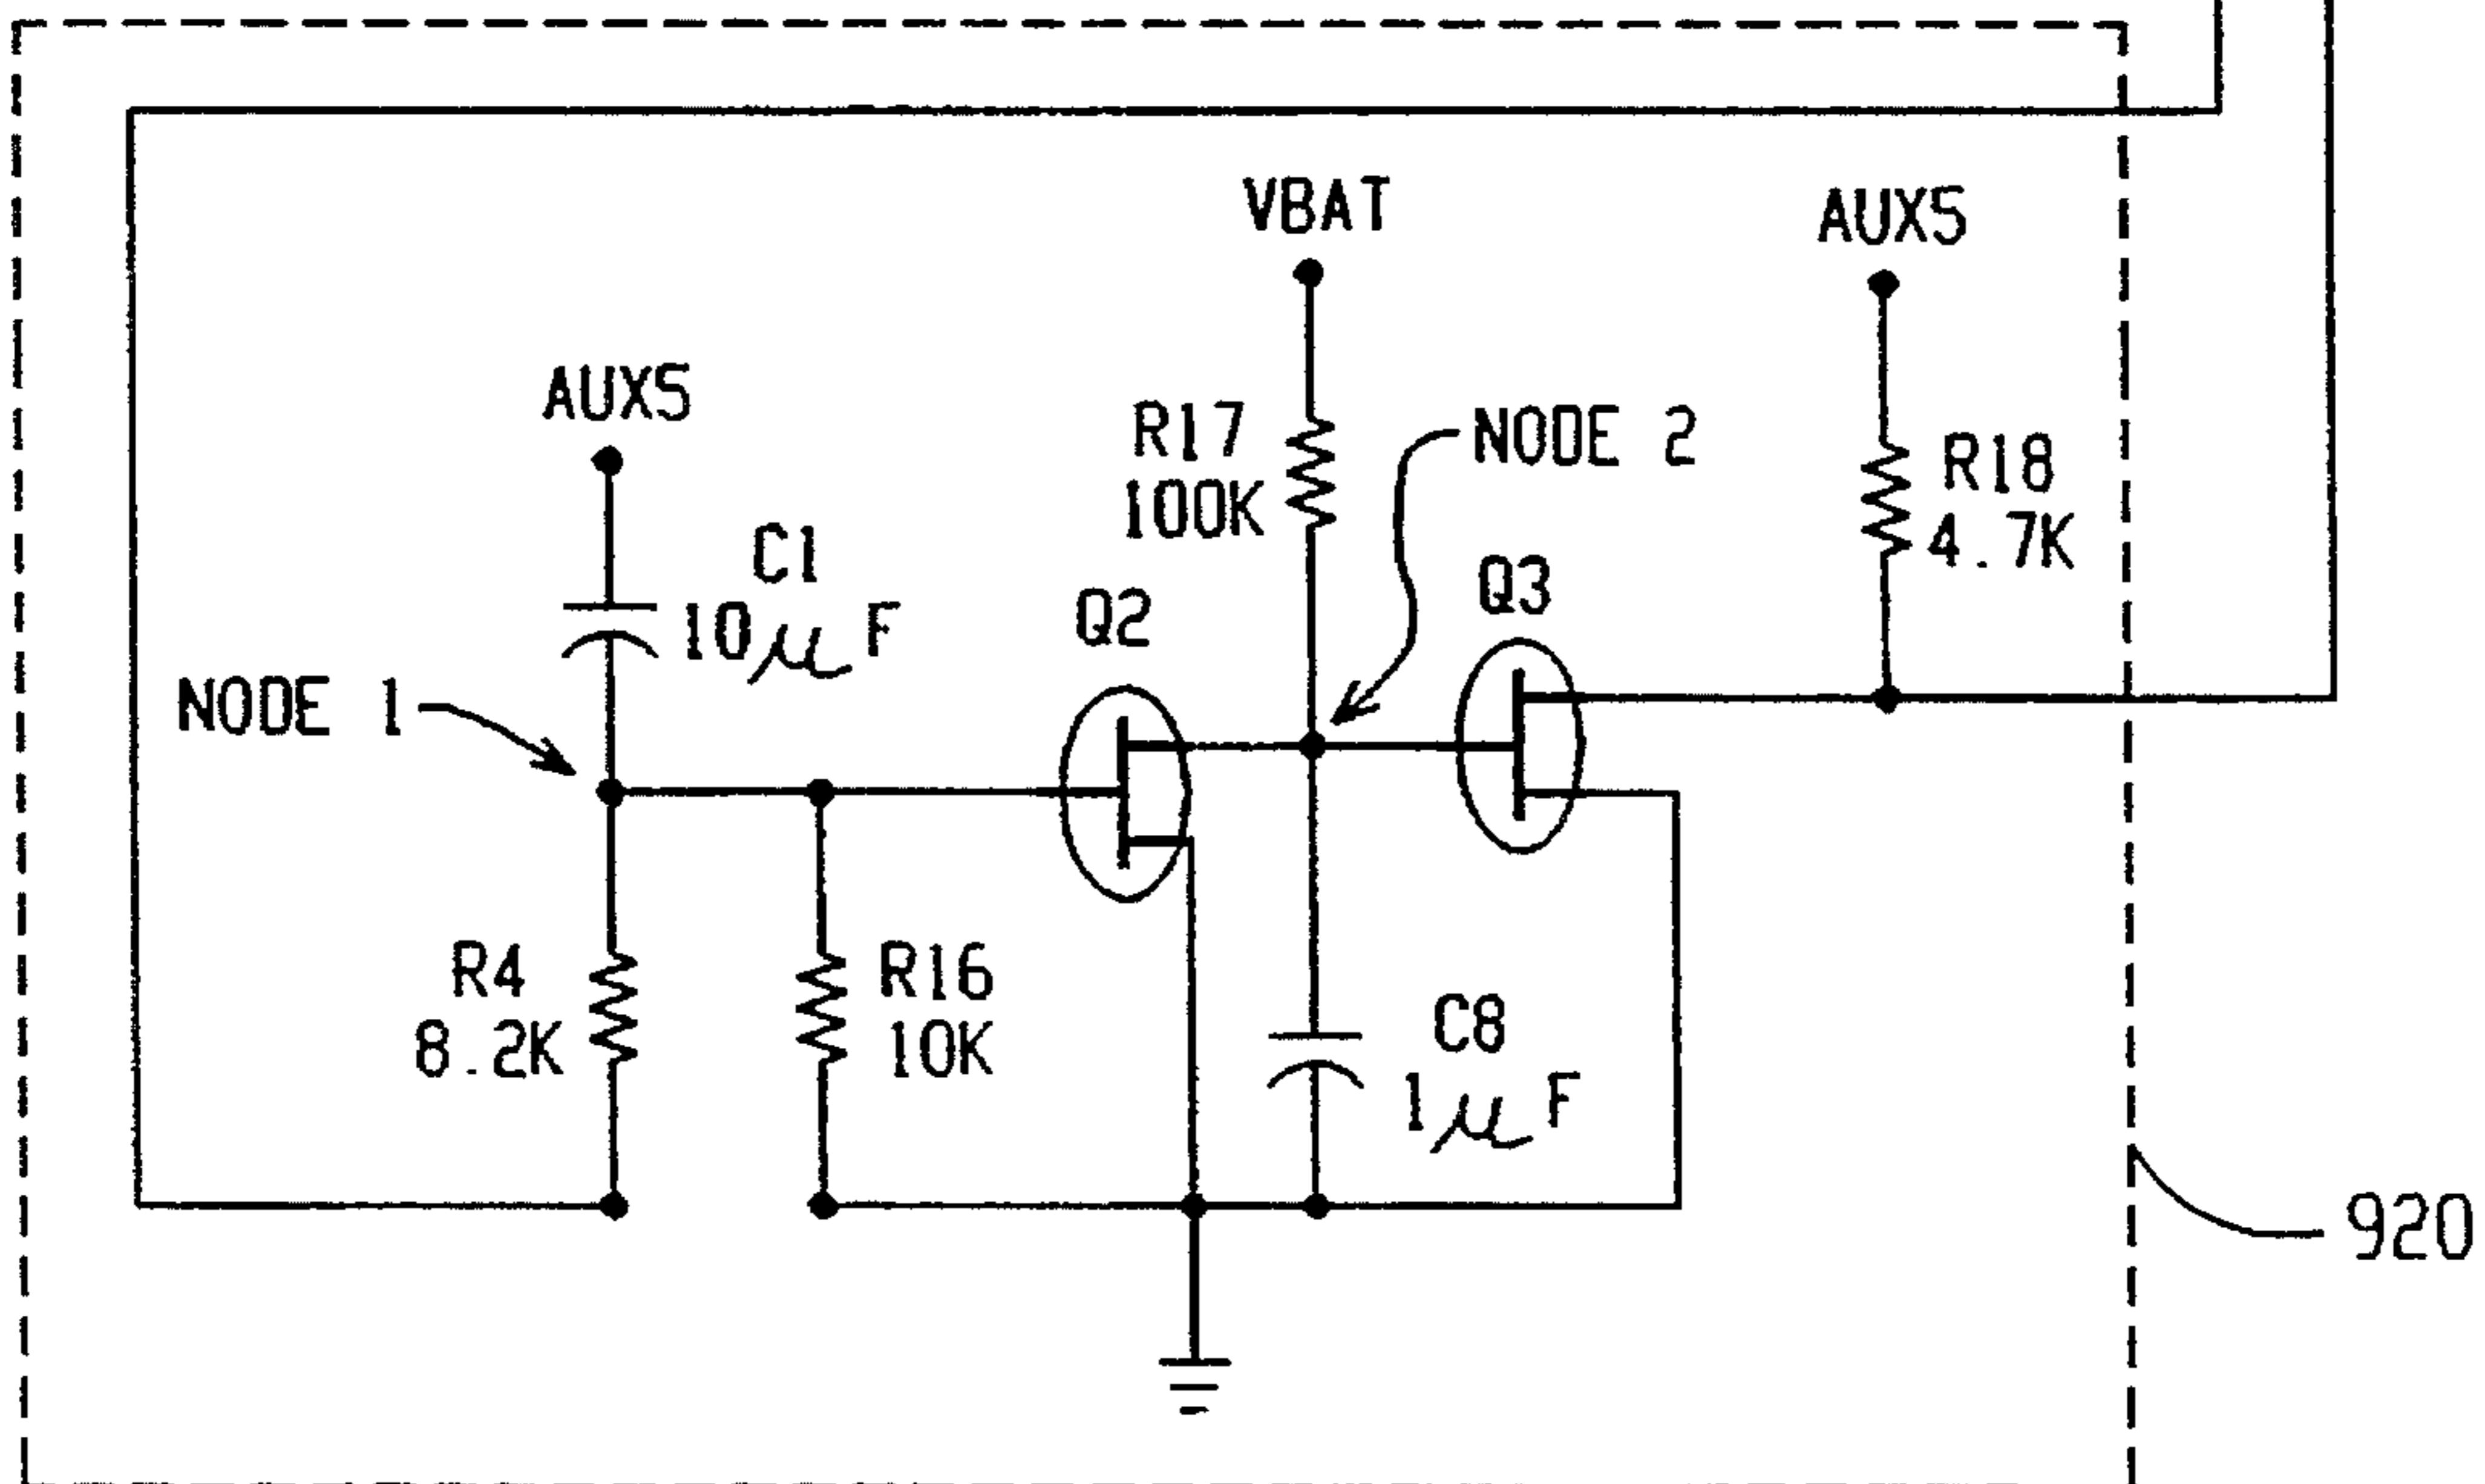 VBAT
AUX5
AUX5
R17
100K
NODE 2
R18
4.7K
C1
10µF
Q2
Q3
NODE 1
R4
8.2K
R16
10K
C8
1µF
920